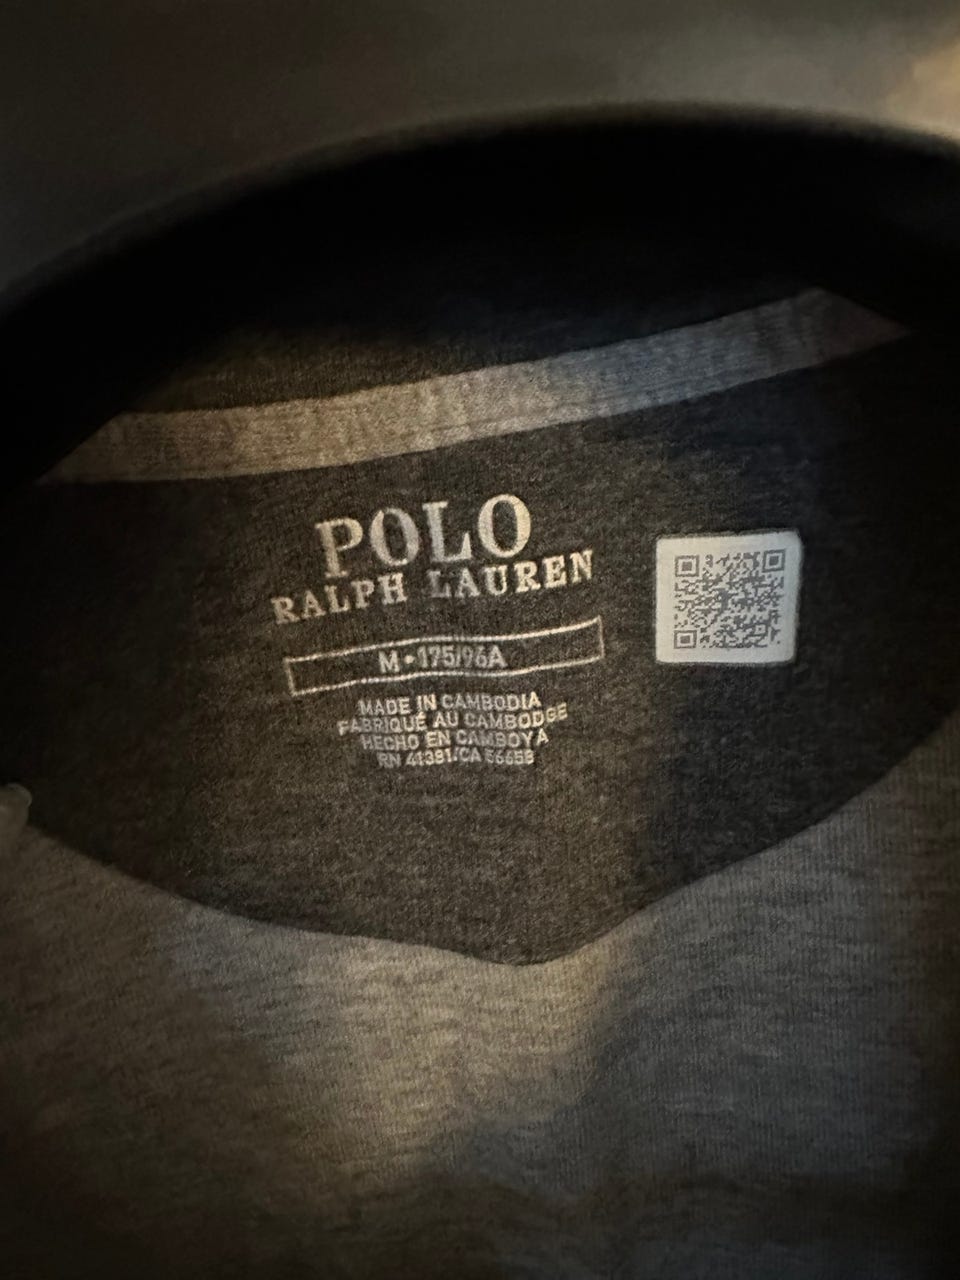 POLO
RALPH LAUREN
M•175/96A
MADE IN CAMBODIA
FABRIQUÉ AU CAMBODGE
HECHO EN CAMBOYA
RN 41381/CA 56658